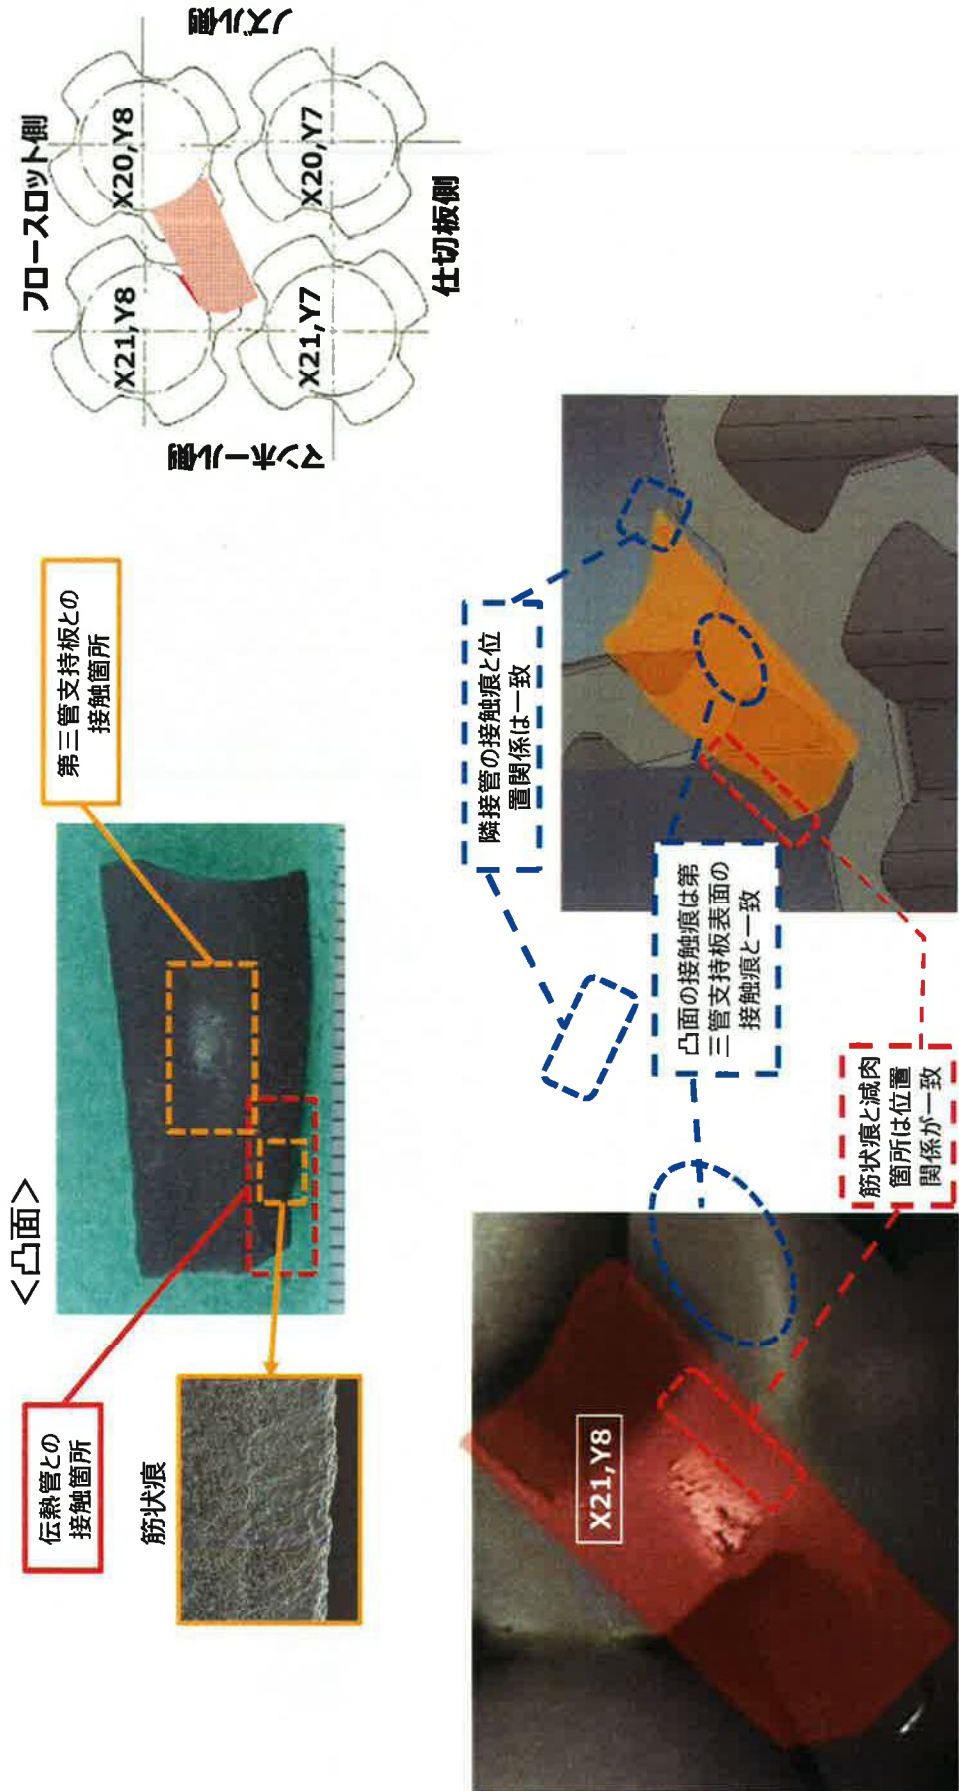 <凸面>
伝熱管との
接触箇所
筋状痕
第三管支持板との
接触箇所
フロースロット側
マンホール側
X21,Y8
X20,Y8
X21,Y7
X20,Y7
ノズル側
仕切板側
X21,Y8
隣接管の接触痕と位
置関係は一致
凸面の接触痕は第
三管支持板表面の
接触痕と一致
筋状痕と減肉
箇所は位置
関係が一致